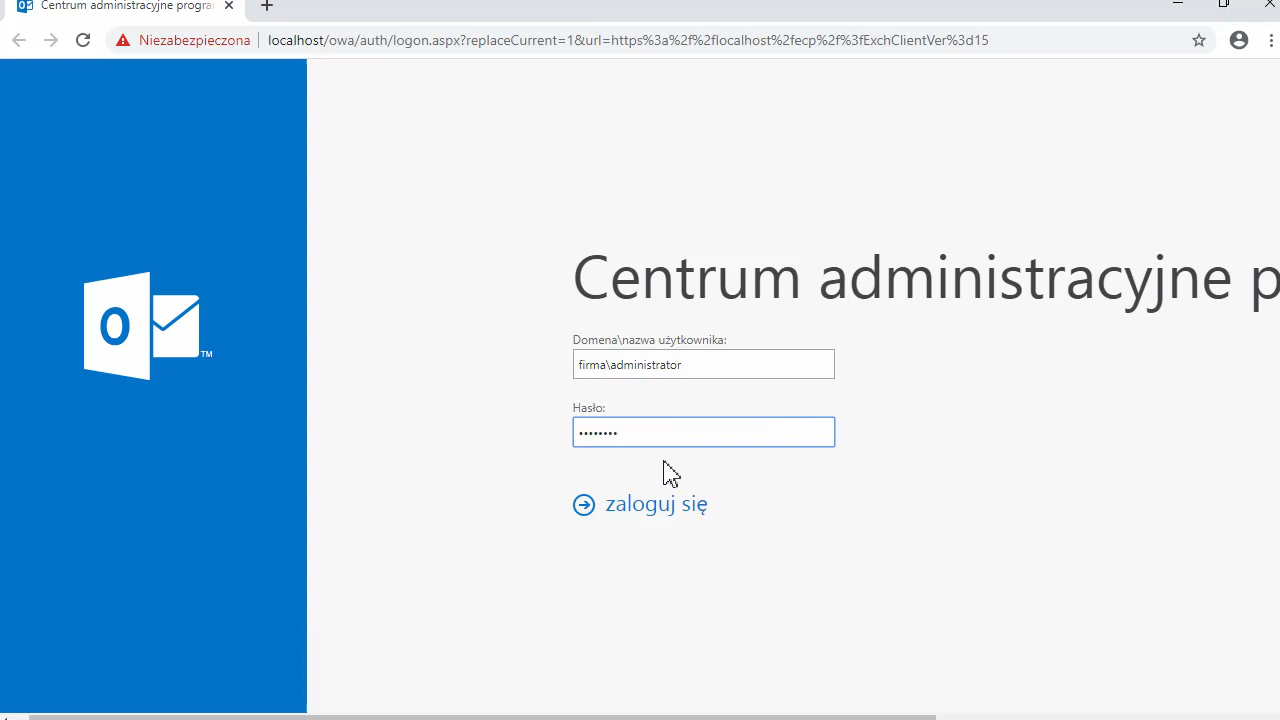 Centrum administracyjne progra
Niezabezpieczona
localhost/owa/auth/logon.aspx?replaceCurrent=1&url=https%3a%2f%2flocalhost%2fecp%2f%3fExchClientVer%3d15
Centrum administracyjne p
Domena\nazwa użytkownika:
firma\administrator
Hasło:
••••••••
zaloguj się
TM